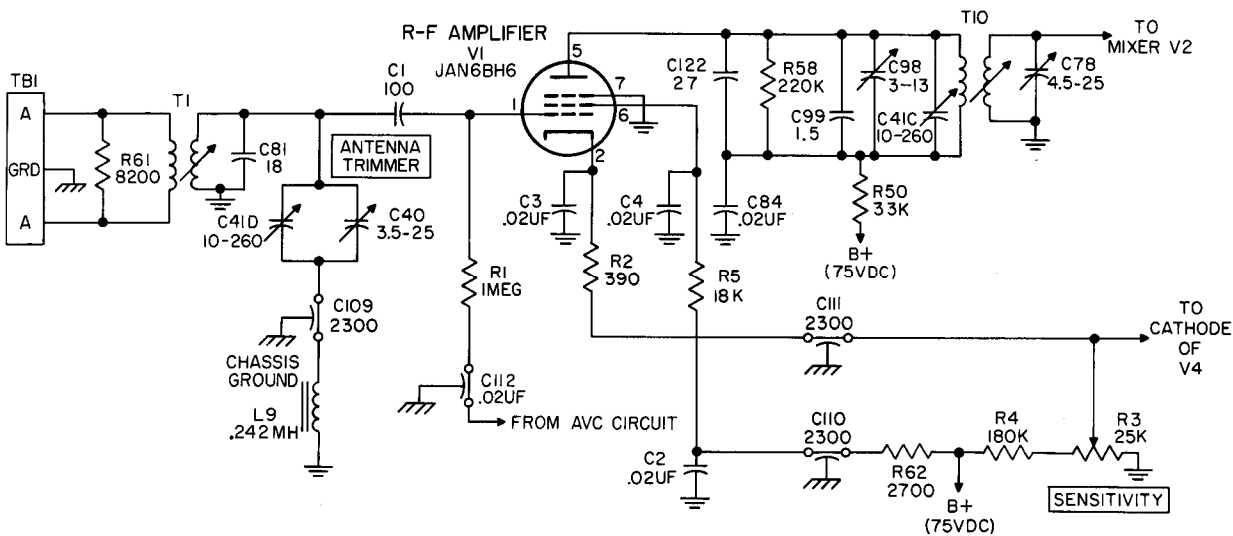 R-F AMPLIFIER
V1
JAN6BH6
TB1
A
GRD
A
R61
8200
T1
C81
18
C1
100
ANTENNA
TRIMMER
C41D
10-260
C40
3.5-25
C109
2300
CHASSIS
GROUND
L9
.242MH
R1
1MEG
C112
.02UF
FROM AVC CIRCUIT
5
7
6
1
2
C3
.02UF
C4
.02UF
C84
.02UF
R2
390
R5
18K
C2
.02UF
C122
27
R58
220K
C99
1.5
C98
3-13
C41C
10-260
T10
C78
4.5-25
TO
MIXER V2
R50
33K
B+
(75VDC)
C111
2300
TO
CATHODE
OF
V4
C110
2300
R62
2700
B+
(75VDC)
R4
180K
R3
25K
SENSITIVITY